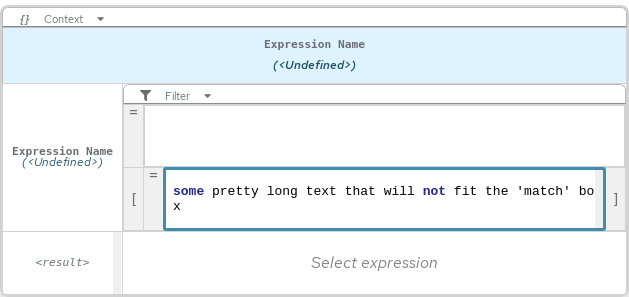 {} Context
Expression Name
(<Undefined>)
Filter
=
Expression Name
(<Undefined>)
[ = some pretty long text that will not fit the 'match' bo ]
x
<result> Select expression